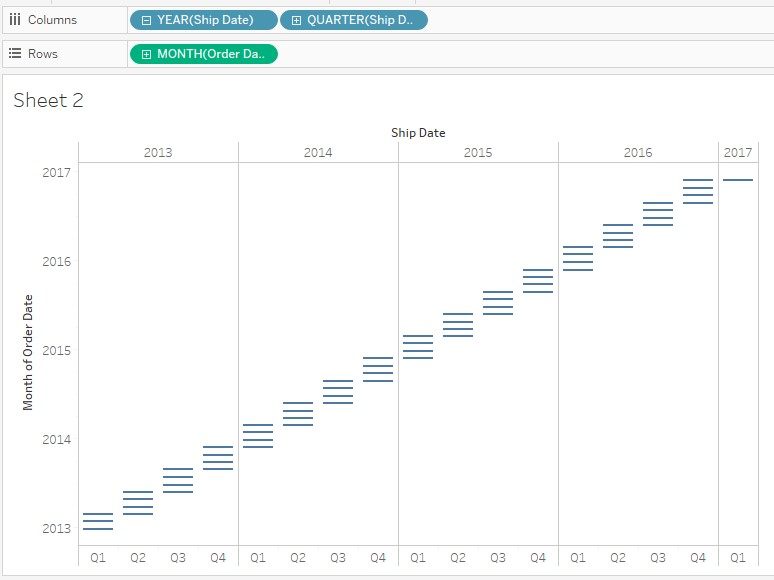 Columns YEAR(Ship Date) QUARTER(Ship D..
Rows MONTH(Order Da..
Sheet 2
Ship Date
2013 2014 2015 2016 2017
2017
2016
2015
2014
2013
Month of Order Date
Q1 Q2 Q3 Q4 Q1 Q2 Q3 Q4 Q1 Q2 Q3 Q4 Q1 Q2 Q3 Q4 Q1